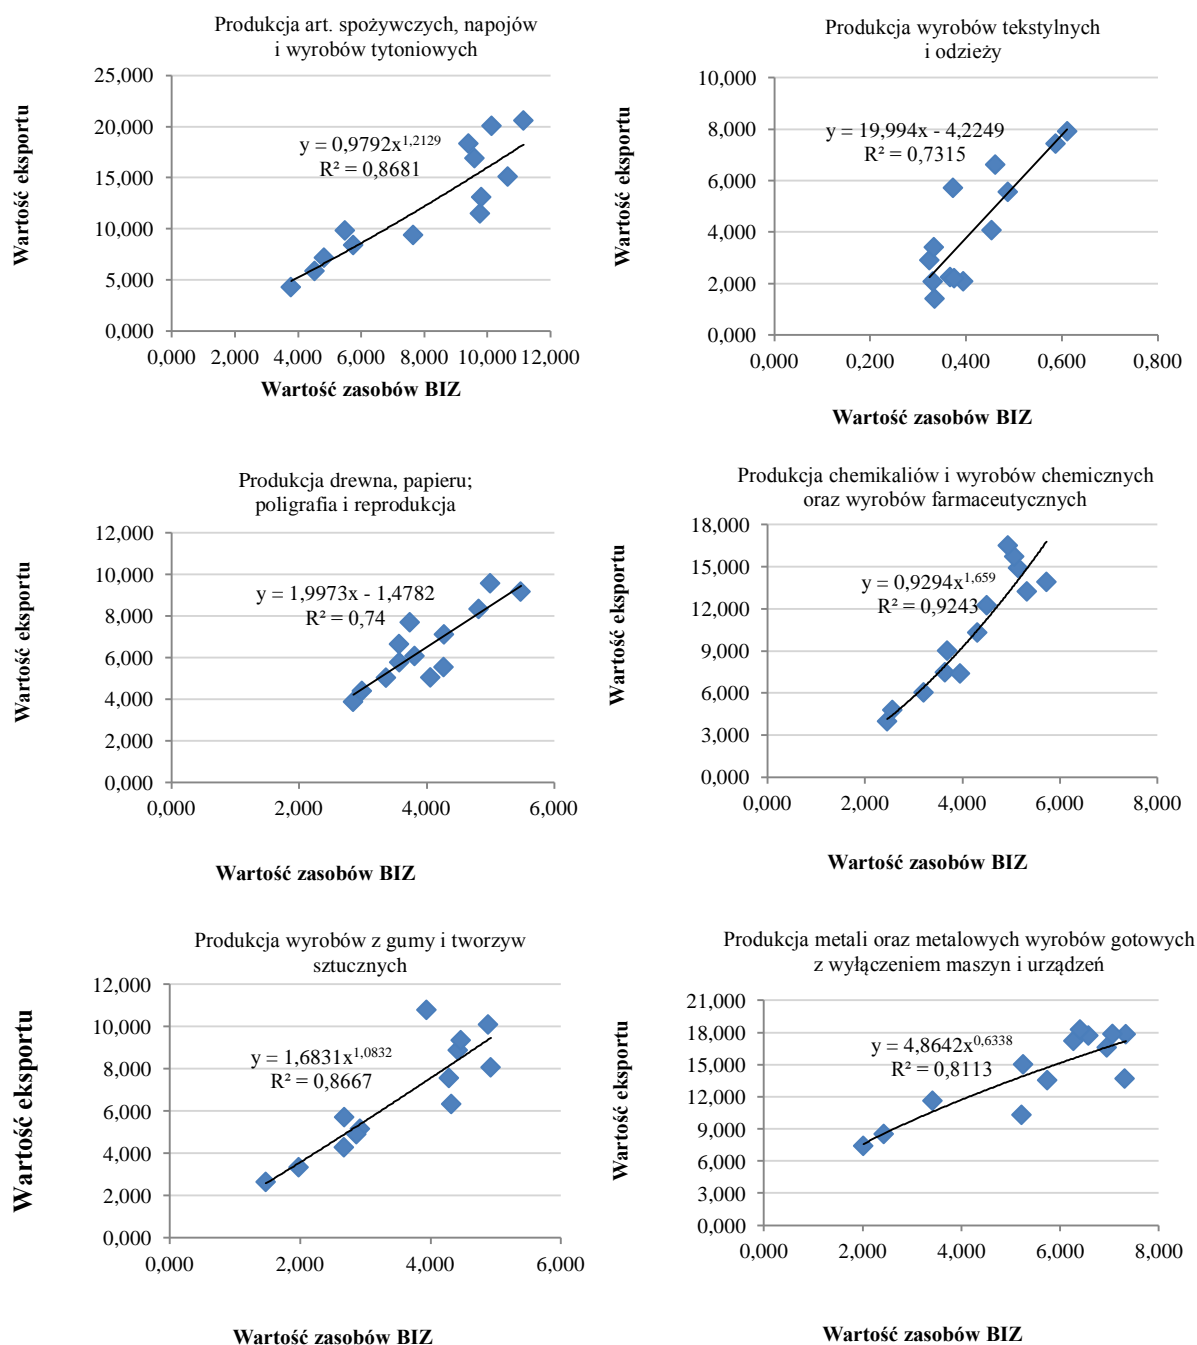 Produkcja art. spożywczych, napojów
i wyrobów tytoniowych
25,000
20,000
15,000
10,000
5,000
0,000
y = 0,9792x^1,2129
R² = 0,8681
0,000 2,000 4,000 6,000 8,000 10,000 12,000
Wartość eksportu
Wartość zasobów BIZ
Produkcja wyrobów tekstylnych
i odzieży
10,000
8,000
6,000
4,000
2,000
0,000
y = 19,994x - 4,2249
R² = 0,7315
0,000 0,200 0,400 0,600 0,800
Wartość eksportu
Wartość zasobów BIZ
Produkcja drewna, papieru;
poligrafia i reprodukcja
12,000
10,000
8,000
6,000
4,000
2,000
0,000
y = 1,9973x - 1,4782
R² = 0,74
0,000 2,000 4,000 6,000
Wartość eksportu
Wartość zasobów BIZ
Produkcja chemikaliów i wyrobów chemicznych
oraz wyrobów farmaceutycznych
18,000
15,000
12,000
9,000
6,000
3,000
0,000
y = 0,9294x^1,659
R² = 0,9243
0,000 2,000 4,000 6,000 8,000
Wartość eksportu
Wartość zasobów BIZ
Produkcja wyrobów z gumy i tworzyw
sztucznych
12,000
10,000
8,000
6,000
4,000
2,000
0,000
y = 1,6831x^1,0832
R² = 0,8667
0,000 2,000 4,000 6,000
Wartość eksportu
Wartość zasobów BIZ
Produkcja metali oraz metalowych wyrobów gotowych
z wyłączeniem maszyn i urządzeń
21,000
18,000
15,000
12,000
9,000
6,000
3,000
0,000
y = 4,8642x^0,6338
R² = 0,8113
0,000 2,000 4,000 6,000 8,000
Wartość eksportu
Wartość zasobów BIZ